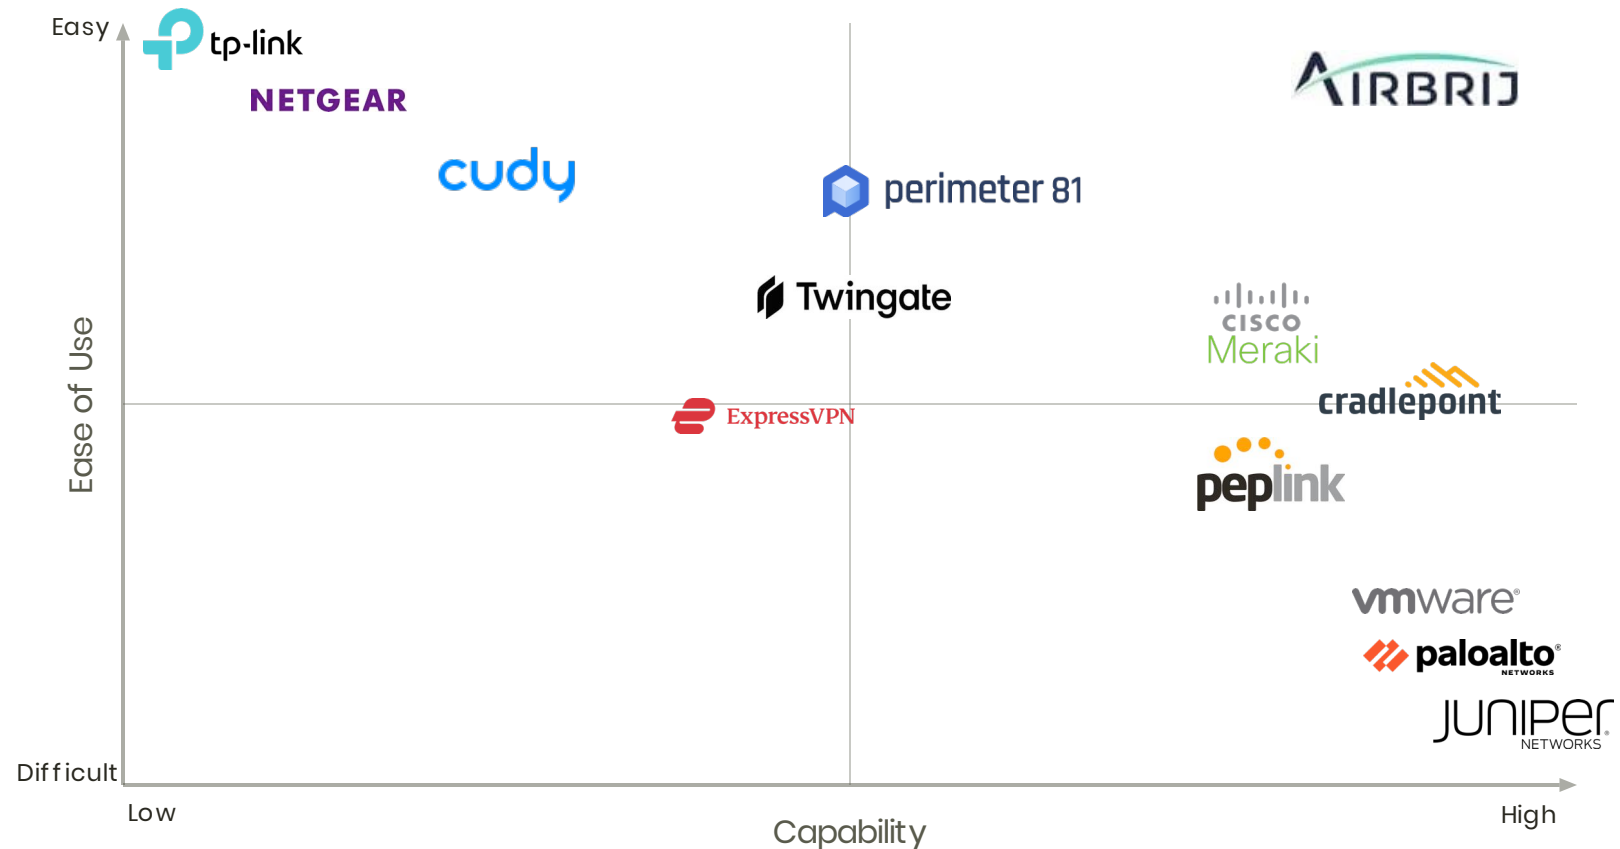 Easy
tp-link
NETGEAR
AIRBRIJ
cudy
perimeter 81
Twingate
CISCO
Meraki
Ease of Use
cradlepoint
ExpressVPN
peplink
vmware®
paloalto®
NETWORKS
JUNIPEr
NETWORKS®
Difficult
Low
High
Capability